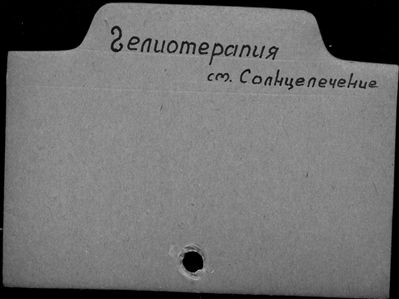 Гелиотерапия
см. Солнцелечение